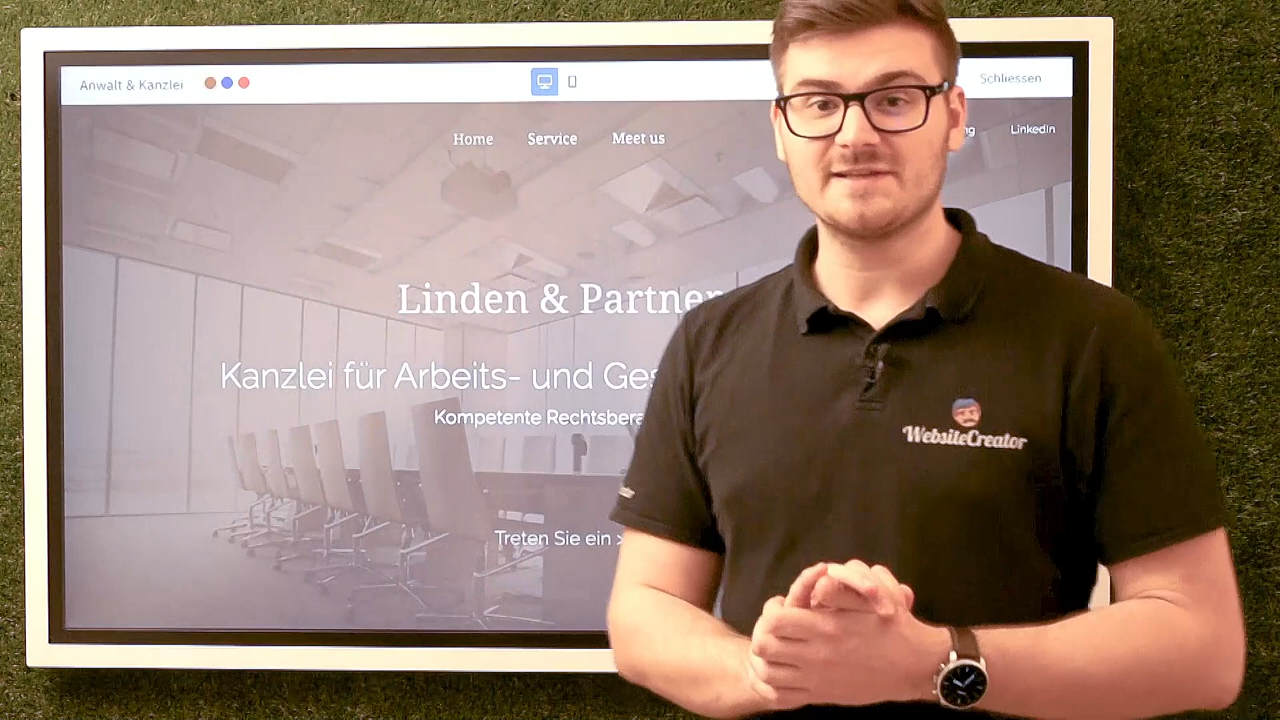 Anwalt & Kanzlei
Schliessen
Home Service Meet us
LinkedIn
Linden & Partner
Kanzlei für Arbeits- und Ges
Kompetente Rechtsbera
Treten Sie ein >
WebsiteCreator